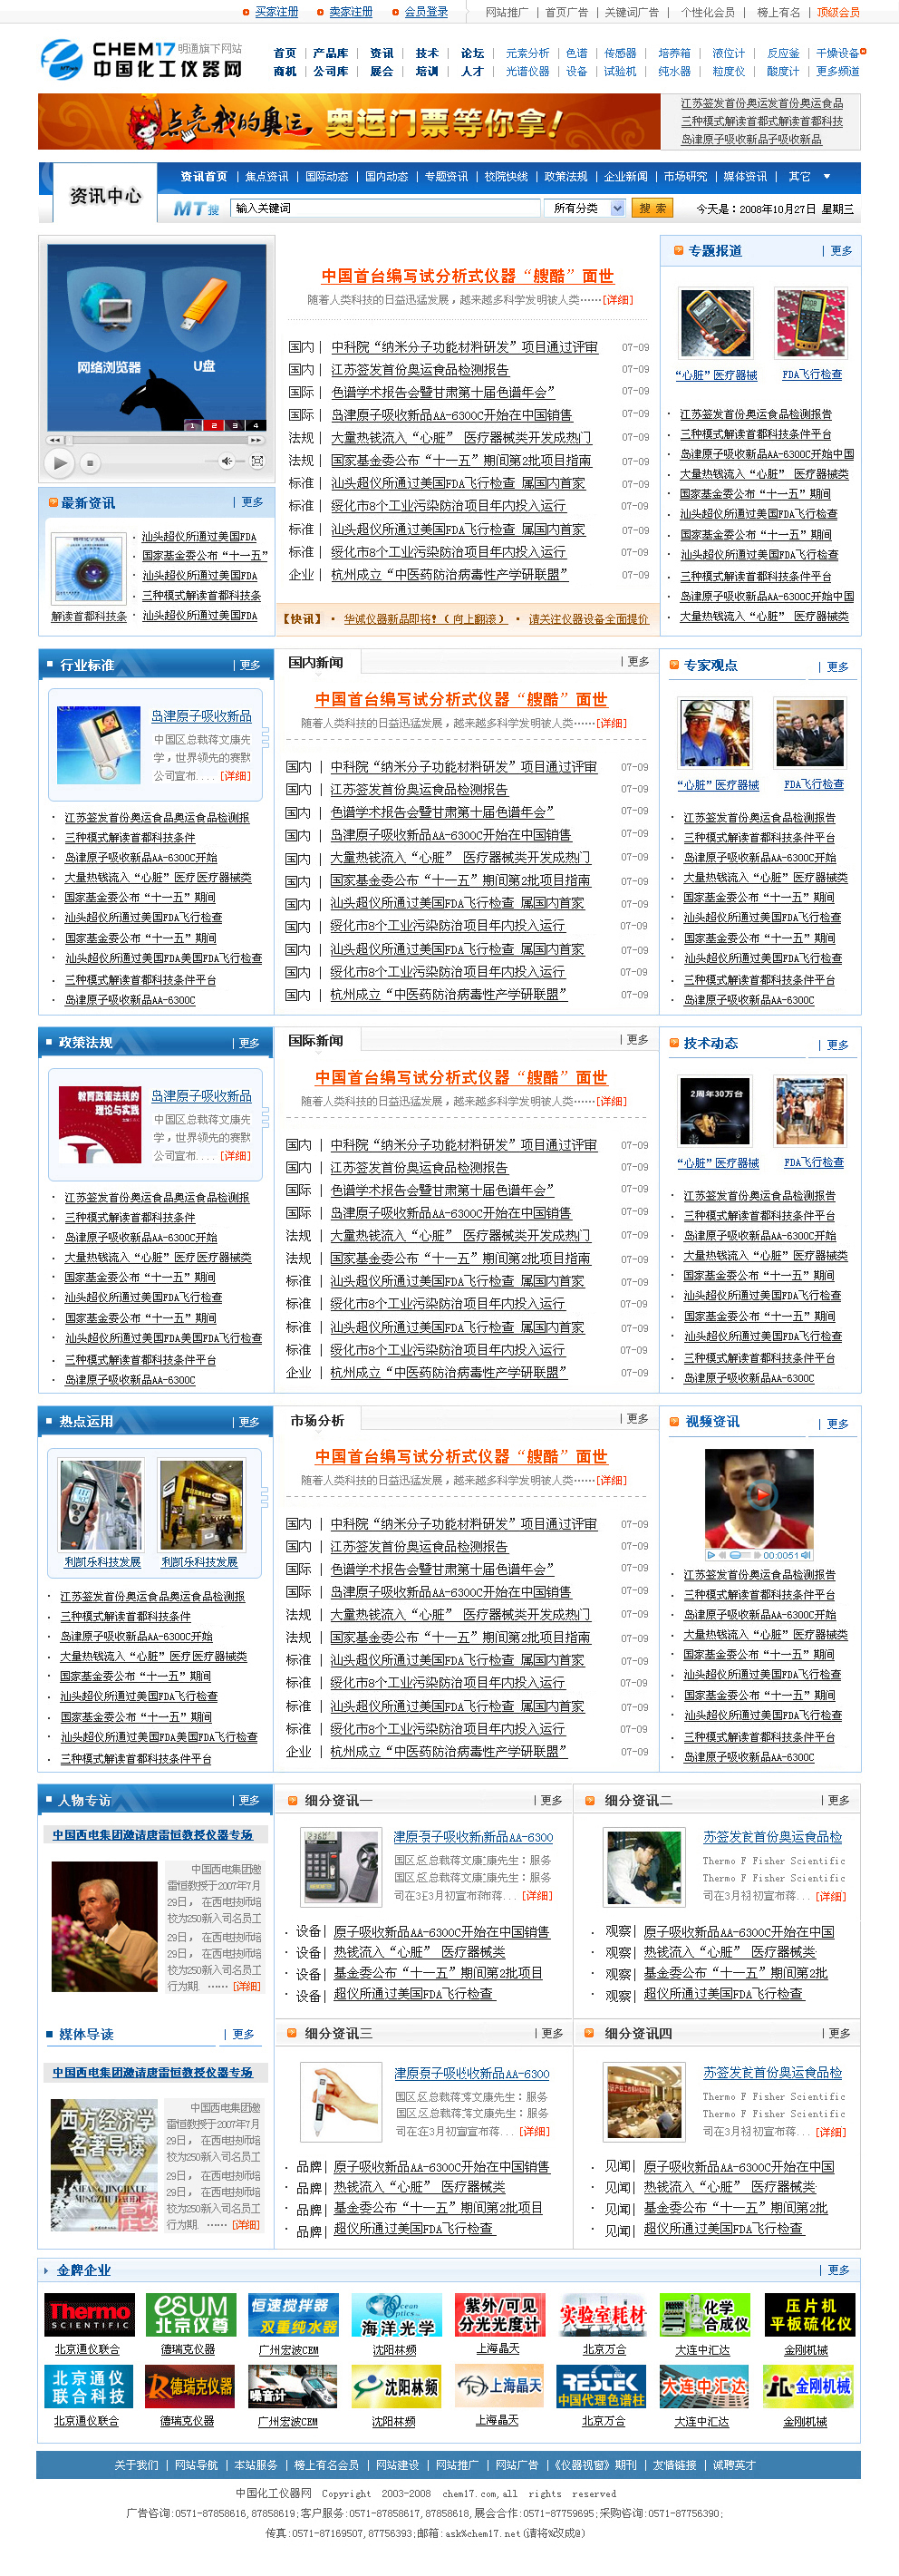 买家注册 卖家注册 会员登录 网站推广 | 首页广告 | 关键词广告 | 个性化会员 | 榜上有名 | 顶级会员
CHEM17 明通旗下网站
中国化工仪器网
首页 | 产品库 | 资讯 | 技术 | 论坛 | 元素分析 | 色谱 | 传感器 | 培养箱 | 液位计 | 反应釜 | 干燥设备
商机 | 公司库 | 展会 | 培训 | 人才 | 光谱仪器 | 设备 | 试验机 | 纯水器 | 粒度仪 | 酸度计 | 更多频道
点亮我的奥运, 奥运门票等你拿!
江苏签发首份奥运发首份奥运食品
三种模式解读首都式解读首都科技
岛津原子吸收新品子吸收新品
资讯中心
资讯首页 | 焦点资讯 | 国际动态 | 国内动态 | 专题资讯 | 校院快线 | 政策法规 | 企业新闻 | 市场研究 | 媒体资讯 | 其它
MT搜 输入关键词 所有分类 搜 索 今天是：2008年10月27日 星期三
网络浏览器 U盘
1 2 3 4
最新资讯 | 更多
解读首都科技条
汕头超仪所通过美国FDA
国家基金委公布“十一五”
汕头超仪所通过美国FDA
三种模式解读首都科技条
汕头超仪所通过美国FDA
中国首台编写试分析式仪器“艘酷”面世
随着人类科技的日益迅猛发展，越来越多科学发明被人类……[详细]
国内 | 中科院“纳米分子功能材料研发”项目通过评审 07-09
国内 | 江苏签发首份奥运食品检测报告 07-09
国际 | 色谱学术报告会暨甘肃第十届色谱年会” 07-09
国际 | 岛津原子吸收新品AA-6300C开始在中国销售 07-09
法规 | 大量热钱流入“心脏” 医疗器械类开发成热门 07-09
法规 | 国家基金委公布“十一五”期间第2批项目指南 07-09
标准 | 汕头超仪所通过美国FDA飞行检查 属国内首家 07-09
标准 | 绥化市8个工业污染防治项目年内投入运行 07-09
标准 | 汕头超仪所通过美国FDA飞行检查 属国内首家 07-09
标准 | 绥化市8个工业污染防治项目年内投入运行 07-09
企业 | 杭州成立“中医药防治病毒性产学研联盟” 07-09
【快讯】 · 华诚仪器新品即将!（向上翻滚） · 请关注仪器设备全面提价
专题报道 | 更多
“心脏”医疗器械 FDA飞行检查
江苏签发首份奥运食品检测报告
三种模式解读首都科技条件平台
岛津原子吸收新品AA-6300C开始中国
大量热钱流入“心脏” 医疗器械类
国家基金委公布“十一五”期间
汕头超仪所通过美国FDA飞行检查
国家基金委公布“十一五”期间
汕头超仪所通过美国FDA飞行检查
三种模式解读首都科技条件平台
岛津原子吸收新品AA-6300C开始中国
大量热钱流入“心脏” 医疗器械类
行业标准 | 更多
岛津原子吸收新品
中国区总裁蒋文康先
学，世界领先的赛默
公司宣布.... [详细]
江苏签发首份奥运食品奥运食品检测报
三种模式解读首都科技条件
岛津原子吸收新品AA-6300C开始
大量热钱流入“心脏”医疗医疗器械类
国家基金委公布“十一五”期间
汕头超仪所通过美国FDA飞行检查
国家基金委公布“十一五”期间
汕头超仪所通过美国FDA美国FDA飞行检查
三种模式解读首都科技条件平台
岛津原子吸收新品AA-6300C
国内新闻 | 更多
中国首台编写试分析式仪器“艘酷”面世
随着人类科技的日益迅猛发展，越来越多科学发明被人类……[详细]
国内 | 中科院“纳米分子功能材料研发”项目通过评审 07-09
国内 | 江苏签发首份奥运食品检测报告 07-09
国内 | 色谱学术报告会暨甘肃第十届色谱年会” 07-09
国内 | 岛津原子吸收新品AA-6300C开始在中国销售 07-09
国内 | 大量热钱流入“心脏” 医疗器械类开发成热门 07-09
国内 | 国家基金委公布“十一五”期间第2批项目指南 07-09
国内 | 汕头超仪所通过美国FDA飞行检查 属国内首家 07-09
国内 | 绥化市8个工业污染防治项目年内投入运行 07-09
国内 | 汕头超仪所通过美国FDA飞行检查 属国内首家 07-09
国内 | 绥化市8个工业污染防治项目年内投入运行 07-09
国内 | 杭州成立“中医药防治病毒性产学研联盟” 07-09
专家观点 | 更多
“心脏”医疗器械 FDA飞行检查
江苏签发首份奥运食品检测报告
三种模式解读首都科技条件平台
岛津原子吸收新品AA-6300C开始
大量热钱流入“心脏” 医疗器械类
国家基金委公布“十一五”期间
汕头超仪所通过美国FDA飞行检查
国家基金委公布“十一五”期间
汕头超仪所通过美国FDA飞行检查
三种模式解读首都科技条件平台
岛津原子吸收新品AA-6300C
政策法规 | 更多
教育政策法规的
理论与实践
岛津原子吸收新品
中国区总裁蒋文康先
学，世界领先的赛默
公司宣布.... [详细]
江苏签发首份奥运食品奥运食品检测报
三种模式解读首都科技条件
岛津原子吸收新品AA-6300C开始
大量热钱流入“心脏”医疗医疗器械类
国家基金委公布“十一五”期间
汕头超仪所通过美国FDA飞行检查
国家基金委公布“十一五”期间
汕头超仪所通过美国FDA美国FDA飞行检查
三种模式解读首都科技条件平台
岛津原子吸收新品AA-6300C
国际新闻 | 更多
中国首台编写试分析式仪器“艘酷”面世
随着人类科技的日益迅猛发展，越来越多科学发明被人类……[详细]
国内 | 中科院“纳米分子功能材料研发”项目通过评审 07-09
国内 | 江苏签发首份奥运食品检测报告 07-09
国际 | 色谱学术报告会暨甘肃第十届色谱年会” 07-09
国际 | 岛津原子吸收新品AA-6300C开始在中国销售 07-09
法规 | 大量热钱流入“心脏” 医疗器械类开发成热门 07-09
法规 | 国家基金委公布“十一五”期间第2批项目指南 07-09
标准 | 汕头超仪所通过美国FDA飞行检查 属国内首家 07-09
标准 | 绥化市8个工业污染防治项目年内投入运行 07-09
标准 | 汕头超仪所通过美国FDA飞行检查 属国内首家 07-09
标准 | 绥化市8个工业污染防治项目年内投入运行 07-09
企业 | 杭州成立“中医药防治病毒性产学研联盟” 07-09
技术动态 | 更多
2周年30万台
“心脏”医疗器械 FDA飞行检查
江苏签发首份奥运食品检测报告
三种模式解读首都科技条件平台
岛津原子吸收新品AA-6300C开始
大量热钱流入“心脏” 医疗器械类
国家基金委公布“十一五”期间
汕头超仪所通过美国FDA飞行检查
国家基金委公布“十一五”期间
汕头超仪所通过美国FDA飞行检查
三种模式解读首都科技条件平台
岛津原子吸收新品AA-6300C
热点运用 | 更多
利凯乐科技发展 利凯乐科技发展
江苏签发首份奥运食品奥运食品检测报
三种模式解读首都科技条件
岛津原子吸收新品AA-6300C开始
大量热钱流入“心脏”医疗医疗器械类
国家基金委公布“十一五”期间
汕头超仪所通过美国FDA飞行检查
国家基金委公布“十一五”期间
汕头超仪所通过美国FDA美国FDA飞行检查
三种模式解读首都科技条件平台
市场分析 | 更多
中国首台编写试分析式仪器“艘酷”面世
随着人类科技的日益迅猛发展，越来越多科学发明被人类……[详细]
国内 | 中科院“纳米分子功能材料研发”项目通过评审 07-09
国内 | 江苏签发首份奥运食品检测报告 07-09
国际 | 色谱学术报告会暨甘肃第十届色谱年会” 07-09
国际 | 岛津原子吸收新品AA-6300C开始在中国销售 07-09
法规 | 大量热钱流入“心脏” 医疗器械类开发成热门 07-09
法规 | 国家基金委公布“十一五”期间第2批项目指南 07-09
标准 | 汕头超仪所通过美国FDA飞行检查 属国内首家 07-09
标准 | 绥化市8个工业污染防治项目年内投入运行 07-09
标准 | 汕头超仪所通过美国FDA飞行检查 属国内首家 07-09
标准 | 绥化市8个工业污染防治项目年内投入运行 07-09
企业 | 杭州成立“中医药防治病毒性产学研联盟” 07-09
视频资讯 | 更多
00:0051
江苏签发首份奥运食品检测报告
三种模式解读首都科技条件平台
岛津原子吸收新品AA-6300C开始
大量热钱流入“心脏” 医疗器械类
国家基金委公布“十一五”期间
汕头超仪所通过美国FDA飞行检查
国家基金委公布“十一五”期间
汕头超仪所通过美国FDA飞行检查
三种模式解读首都科技条件平台
岛津原子吸收新品AA-6300C
人物专访 | 更多
中国西电集团邀请唐雷恒教授仪器专场
中国西电集团邀
雷恒教授于2007年7月
29日， 在西电技师培
校为250新入司名员工
29日， 在西电技师培
29日， 在西电技师培
校为250新入司名员工
行为期. …… [详细]
媒体导读 | 更多
中国西电集团邀请唐雷恒教授仪器专场
西方经济学
名著导读
中国西电集团邀
雷恒教授于2007年7月
29日， 在西电技师培
校为250新入司名员工
29日， 在西电技师培
29日， 在西电技师培
校为250新入司名员工
行为期. …… [详细]
细分资讯一 | 更多
津原子吸收新品AA-6300
国区总裁蒋文康先生：服务
国区总裁蒋文康先生：服务
司在3月初宣布蒋... [详细]
设备| 原子吸收新品AA-6300C开始在中国销售
设备| 热钱流入“心脏” 医疗器械类
设备| 基金委公布“十一五”期间第2批项目
设备| 超仪所通过美国FDA飞行检查
细分资讯二 | 更多
苏签发首份奥运食品检
Thermo F Fisher Scientific
Thermo F Fisher Scientific
司在3月初宣布蒋... [详细]
观察| 原子吸收新品AA-6300C开始在中国
观察| 热钱流入“心脏” 医疗器械类
观察| 基金委公布“十一五”期间第2批
观察| 超仪所通过美国FDA飞行检查
细分资讯三 | 更多
津原子吸收新品AA-6300
国区总裁蒋文康先生：服务
国区总裁蒋文康先生：服务
司在3月初宣布蒋... [详细]
品牌| 原子吸收新品AA-6300C开始在中国销售
品牌| 热钱流入“心脏” 医疗器械类
品牌| 基金委公布“十一五”期间第2批项目
品牌| 超仪所通过美国FDA飞行检查
细分资讯四 | 更多
苏签发首份奥运食品检
Thermo F Fisher Scientific
Thermo F Fisher Scientific
司在3月初宣布蒋... [详细]
见闻| 原子吸收新品AA-6300C开始在中国
见闻| 热钱流入“心脏” 医疗器械类
见闻| 基金委公布“十一五”期间第2批
见闻| 超仪所通过美国FDA飞行检查
金牌企业 | 更多
Thermo SCIENTIFIC
eSUM 北京仪尊
恒速搅拌器 双重纯水器
Ocean Optics 海洋光学
紫外/可见 分光光度计
实验室耗材
化学合成仪
压片机 平板硫化仪
北京通仪联合 德瑞克仪器 广州宏波CEM 沈阳林频 上海晶天 北京万合 大连中汇达 金刚机械
北京通仪联合科技
德瑞克仪器
噪音计
沈阳林频
上海晶天
RESTEK 中国代理色谱柱
大连中汇达
金刚机械
北京通仪联合 德瑞克仪器 广州宏波CEM 沈阳林频 上海晶天 北京万合 大连中汇达 金刚机械
关于我们 | 网站导航 | 本站服务 | 榜上有名会员 | 网站建设 | 网站推广 | 网站广告 |《仪器视窗》期刊 | 友情链接 | 诚聘英才
中国化工仪器网 Copyright 2003-2008 chem17.com,all rights reserved
广告咨询:0571-87858616,87858619;客户服务:0571-87858617,87858618,展会合作:0571-87759695;采购咨询:0571-87756390;
传真:0571-87169507,87756393;邮箱:ask%chem17.net(请将%改成@)